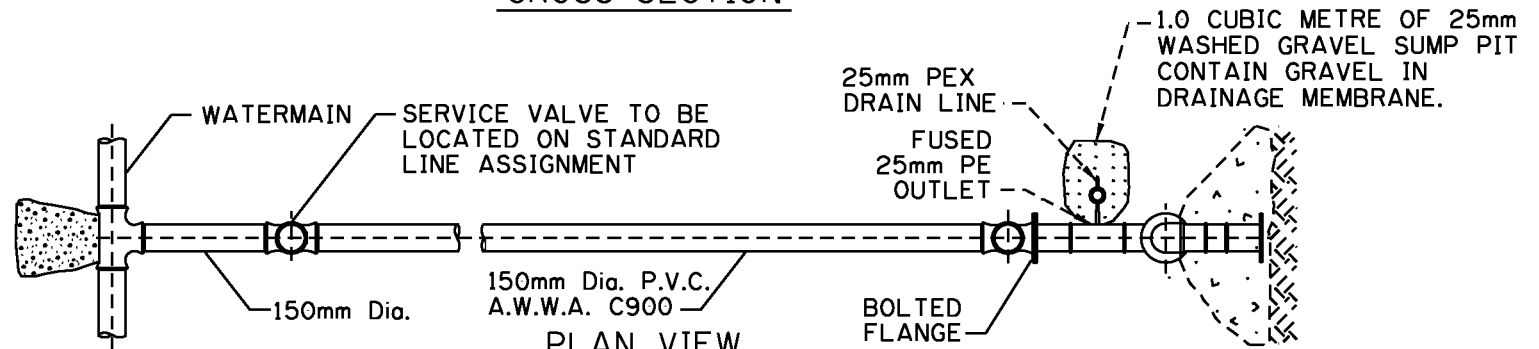 CROSS SECTION
1.0 CUBIC METRE OF 25mm
WASHED GRAVEL SUMP PIT
CONTAIN GRAVEL IN
DRAINAGE MEMBRANE.
25mm PEX
DRAIN LINE
WATERMAIN
SERVICE VALVE TO BE
LOCATED ON STANDARD
LINE ASSIGNMENT
FUSED
25mm PE
OUTLET
150mm Dia.
150mm Dia. P.V.C.
A.W.W.A. C900
BOLTED
FLANGE
PLAN VIEW